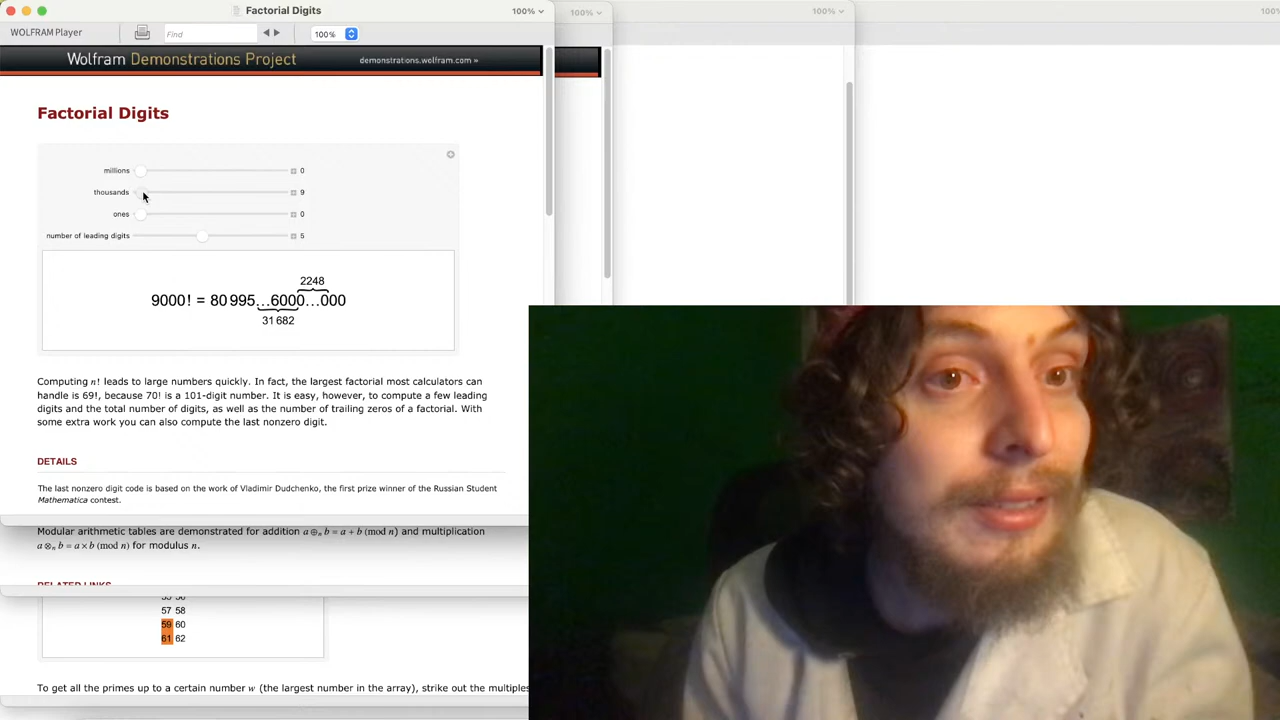 Factorial Digits
100%
100%
100%
100%
WOLFRAM Player
Find
100%
Wolfram Demonstrations Project
demonstrations.wolfram.com »
Factorial Digits
millions 0
thousands 9
ones 0
number of leading digits 5
2248
9000! = 80 995...6000...000
31 682
Computing n! leads to large numbers quickly. In fact, the largest factorial most calculators can
handle is 69!, because 70! is a 101-digit number. It is easy, however, to compute a few leading
digits and the total number of digits, as well as the number of trailing zeros of a factorial. With
some extra work you can also compute the last nonzero digit.
DETAILS
The last nonzero digit code is based on the work of Vladimir Dudchenko, the first prize winner of the Russian Student
Mathematica contest.
Modular arithmetic tables are demonstrated for addition a ⊕n b = a + b (mod n) and multiplication
a ⊗n b = a × b (mod n) for modulus n.
RELATED LINKS
55 56
57 58
59 60
61 62
To get all the primes up to a certain number w (the largest number in the array), strike out the multiples